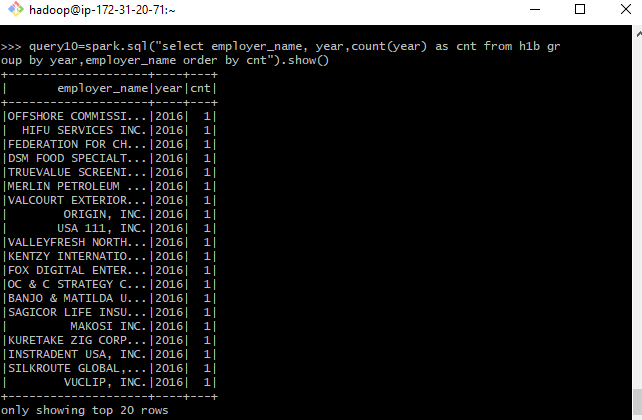 hadoop@ip-172-31-20-71:~
>>> query10=spark.sql("select employer_name, year,count(year) as cnt from h1b gr
oup by year,employer_name order by cnt").show()
+--------------------+----+---+
|       employer_name|year|cnt|
+--------------------+----+---+
|OFFSHORE COMMISSI...|2016|  1|
|  HIFU SERVICES INC.|2016|  1|
|FEDERATION FOR CH...|2016|  1|
|DSM FOOD SPECIALT...|2016|  1|
|TRUEVALUE SCREENI...|2016|  1|
|MERLIN PETROLEUM ...|2016|  1|
|VALCOURT EXTERIOR...|2016|  1|
|        ORIGIN, INC.|2016|  1|
|       USA 111, INC.|2016|  1|
|VALLEYFRESH NORTH...|2016|  1|
|KENTZY INTERNATIO...|2016|  1|
|FOX DIGITAL ENTER...|2016|  1|
|OC & C STRATEGY C...|2016|  1|
|BANJO & MATILDA U...|2016|  1|
|SAGICOR LIFE INSU...|2016|  1|
|         MAKOSI INC.|2016|  1|
|KURETAKE ZIG CORP...|2016|  1|
|INSTRADENT USA, INC.|2016|  1|
|SILKROUTE GLOBAL,...|2016|  1|
|        VUCLIP, INC.|2016|  1|
+--------------------+----+---+
only showing top 20 rows